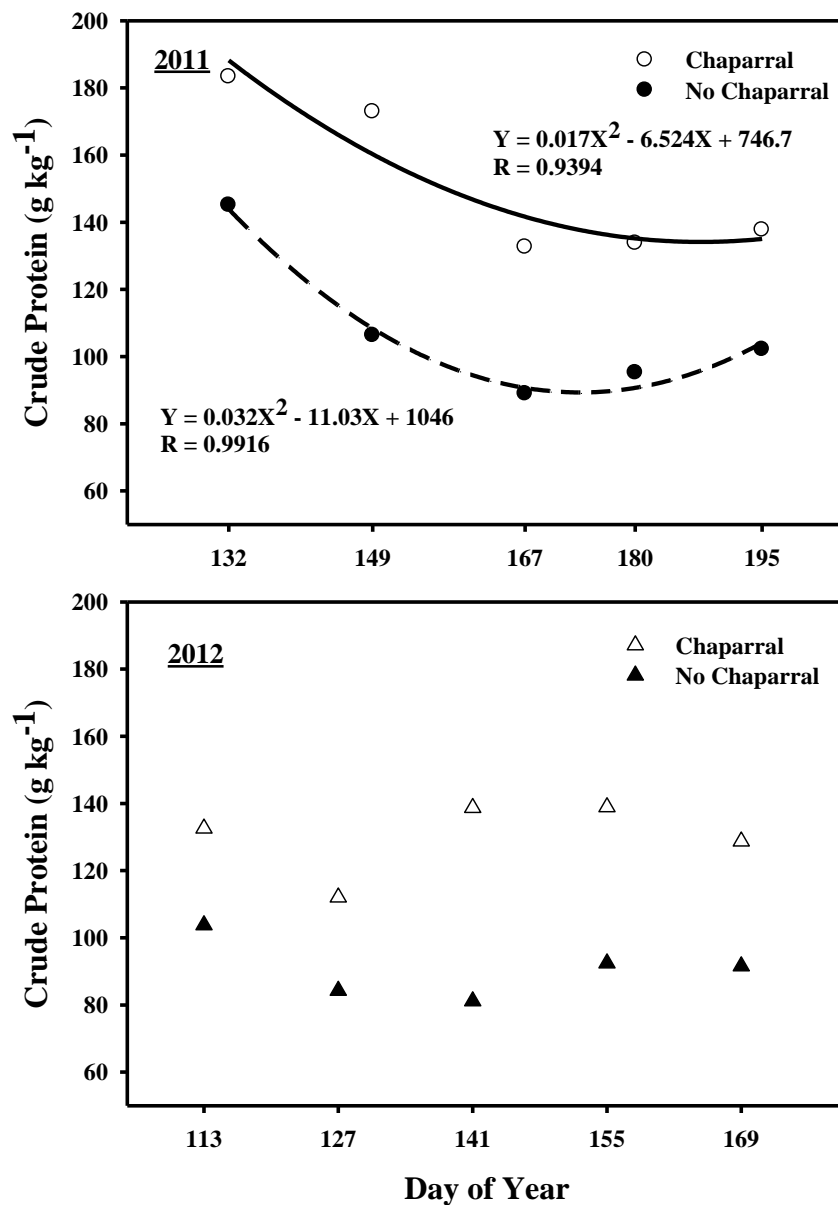 200
180
160
140
120
100
80
60
Crude Protein (g kg-1)
2011
Chaparral
No Chaparral
Y = 0.017X2 - 6.524X + 746.7
R = 0.9394
Y = 0.032X2 - 11.03X + 1046
R = 0.9916
132 149 167 180 195
200
180
160
140
120
100
80
60
Crude Protein (g kg-1)
2012
Chaparral
No Chaparral
113 127 141 155 169
Day of Year